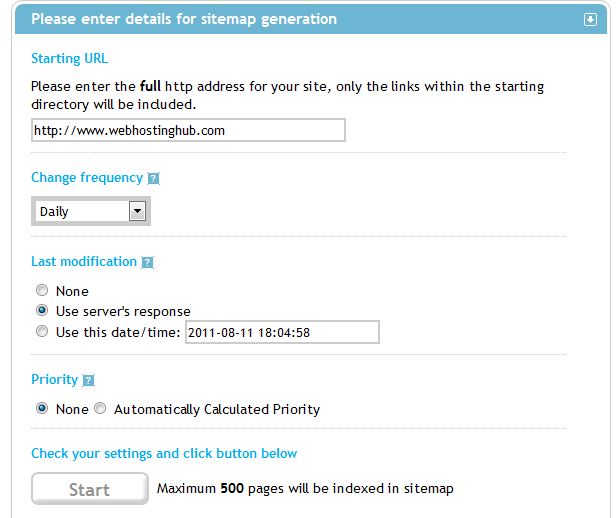 Please enter details for sitemap generation
Starting URL
Please enter the full http address for your site, only the links within the starting
directory will be included.
http://www.webhostinghub.com
Change frequency ?
Daily
Last modification ?
None
Use server's response
Use this date/time: 2011-08-11 18:04:58
Priority ?
None Automatically Calculated Priority
Check your settings and click button below
Start Maximum 500 pages will be indexed in sitemap